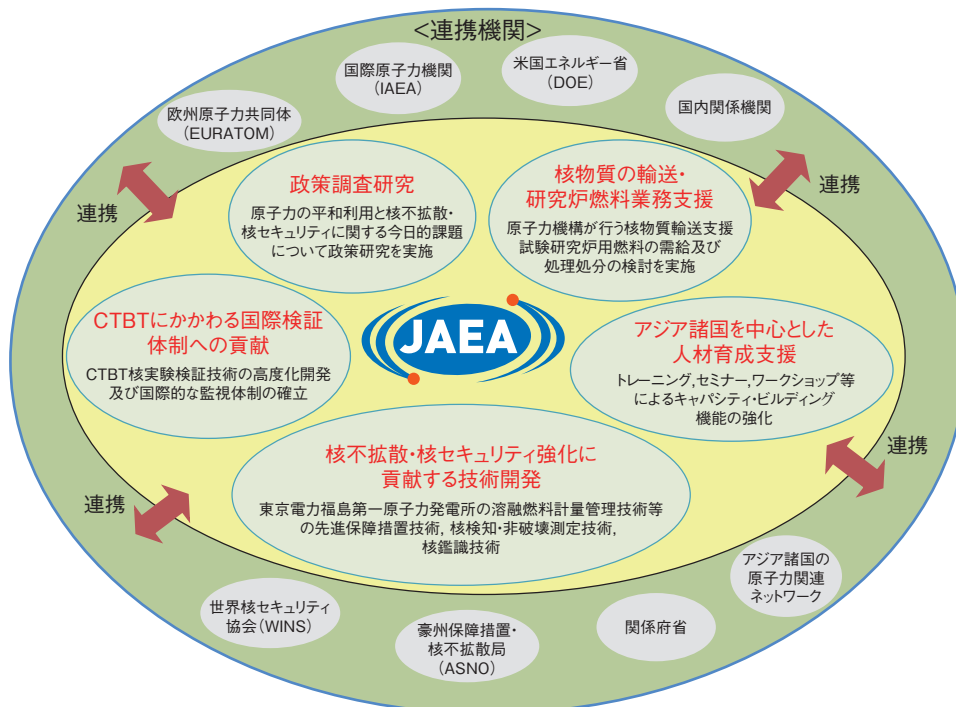 <連携機関>
国際原子力機関
(IAEA)
米国エネルギー省
(DOE)
欧州原子力共同体
(EURATOM)
国内関係機関
連携
連携
政策調査研究
原子力の平和利用と核不拡散・
核セキュリティに関する今日的課題
について政策研究を実施
核物質の輸送・
研究炉燃料業務支援
原子力機構が行う核物質輸送支援
試験研究炉用燃料の需給及び
処理処分の検討を実施
CTBTにかかわる国際検証
体制への貢献
CTBT核実験検証技術の高度化開発
及び国際的な監視体制の確立
JAEA
アジア諸国を中心とした
人材育成支援
トレーニング,セミナー,ワークショップ等
によるキャパシティ・ビルディング
機能の強化
核不拡散・核セキュリティ強化に
貢献する技術開発
東京電力福島第一原子力発電所の溶融燃料計量管理技術等
の先進保障措置技術, 核検知・非破壊測定技術,
核鑑識技術
連携
連携
世界核セキュリティ
協会(WINS)
豪州保障措置・
核不拡散局
(ASNO)
関係府省
アジア諸国の
原子力関連
ネットワーク